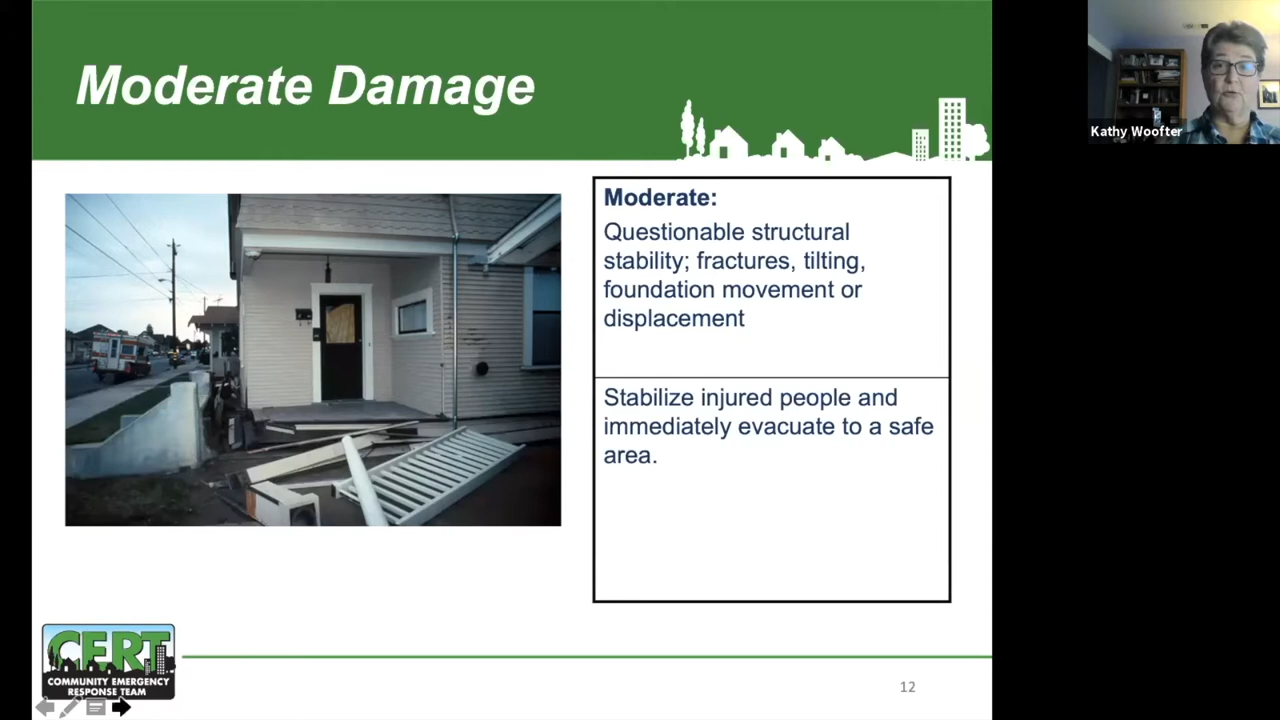 Moderate Damage
Kathy Woofter
Moderate:
Questionable structural
stability; fractures, tilting,
foundation movement or
displacement
Stabilize injured people and
immediately evacuate to a safe
area.
CERT
COMMUNITY EMERGENCY
RESPONSE TEAM
12